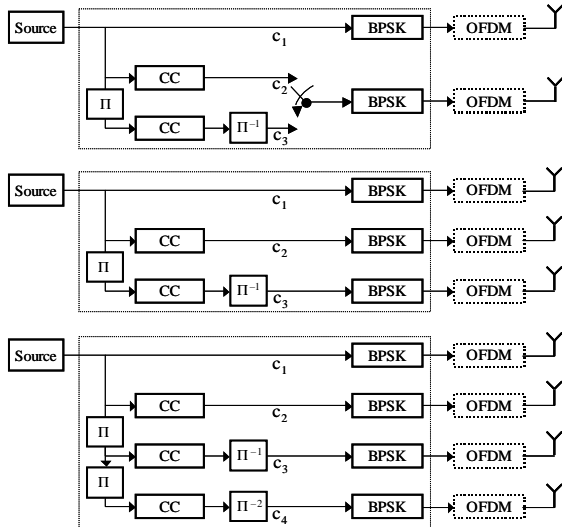 Source
BPSK
OFDM
c₁
CC
c₂
Π
BPSK
OFDM
CC
Π⁻¹
c₃
Source
BPSK
OFDM
c₁
CC
BPSK
OFDM
c₂
Π
CC
Π⁻¹
BPSK
OFDM
c₃
Source
BPSK
OFDM
c₁
CC
BPSK
OFDM
c₂
Π
CC
Π⁻¹
BPSK
OFDM
c₃
Π
CC
Π⁻²
BPSK
OFDM
c₄